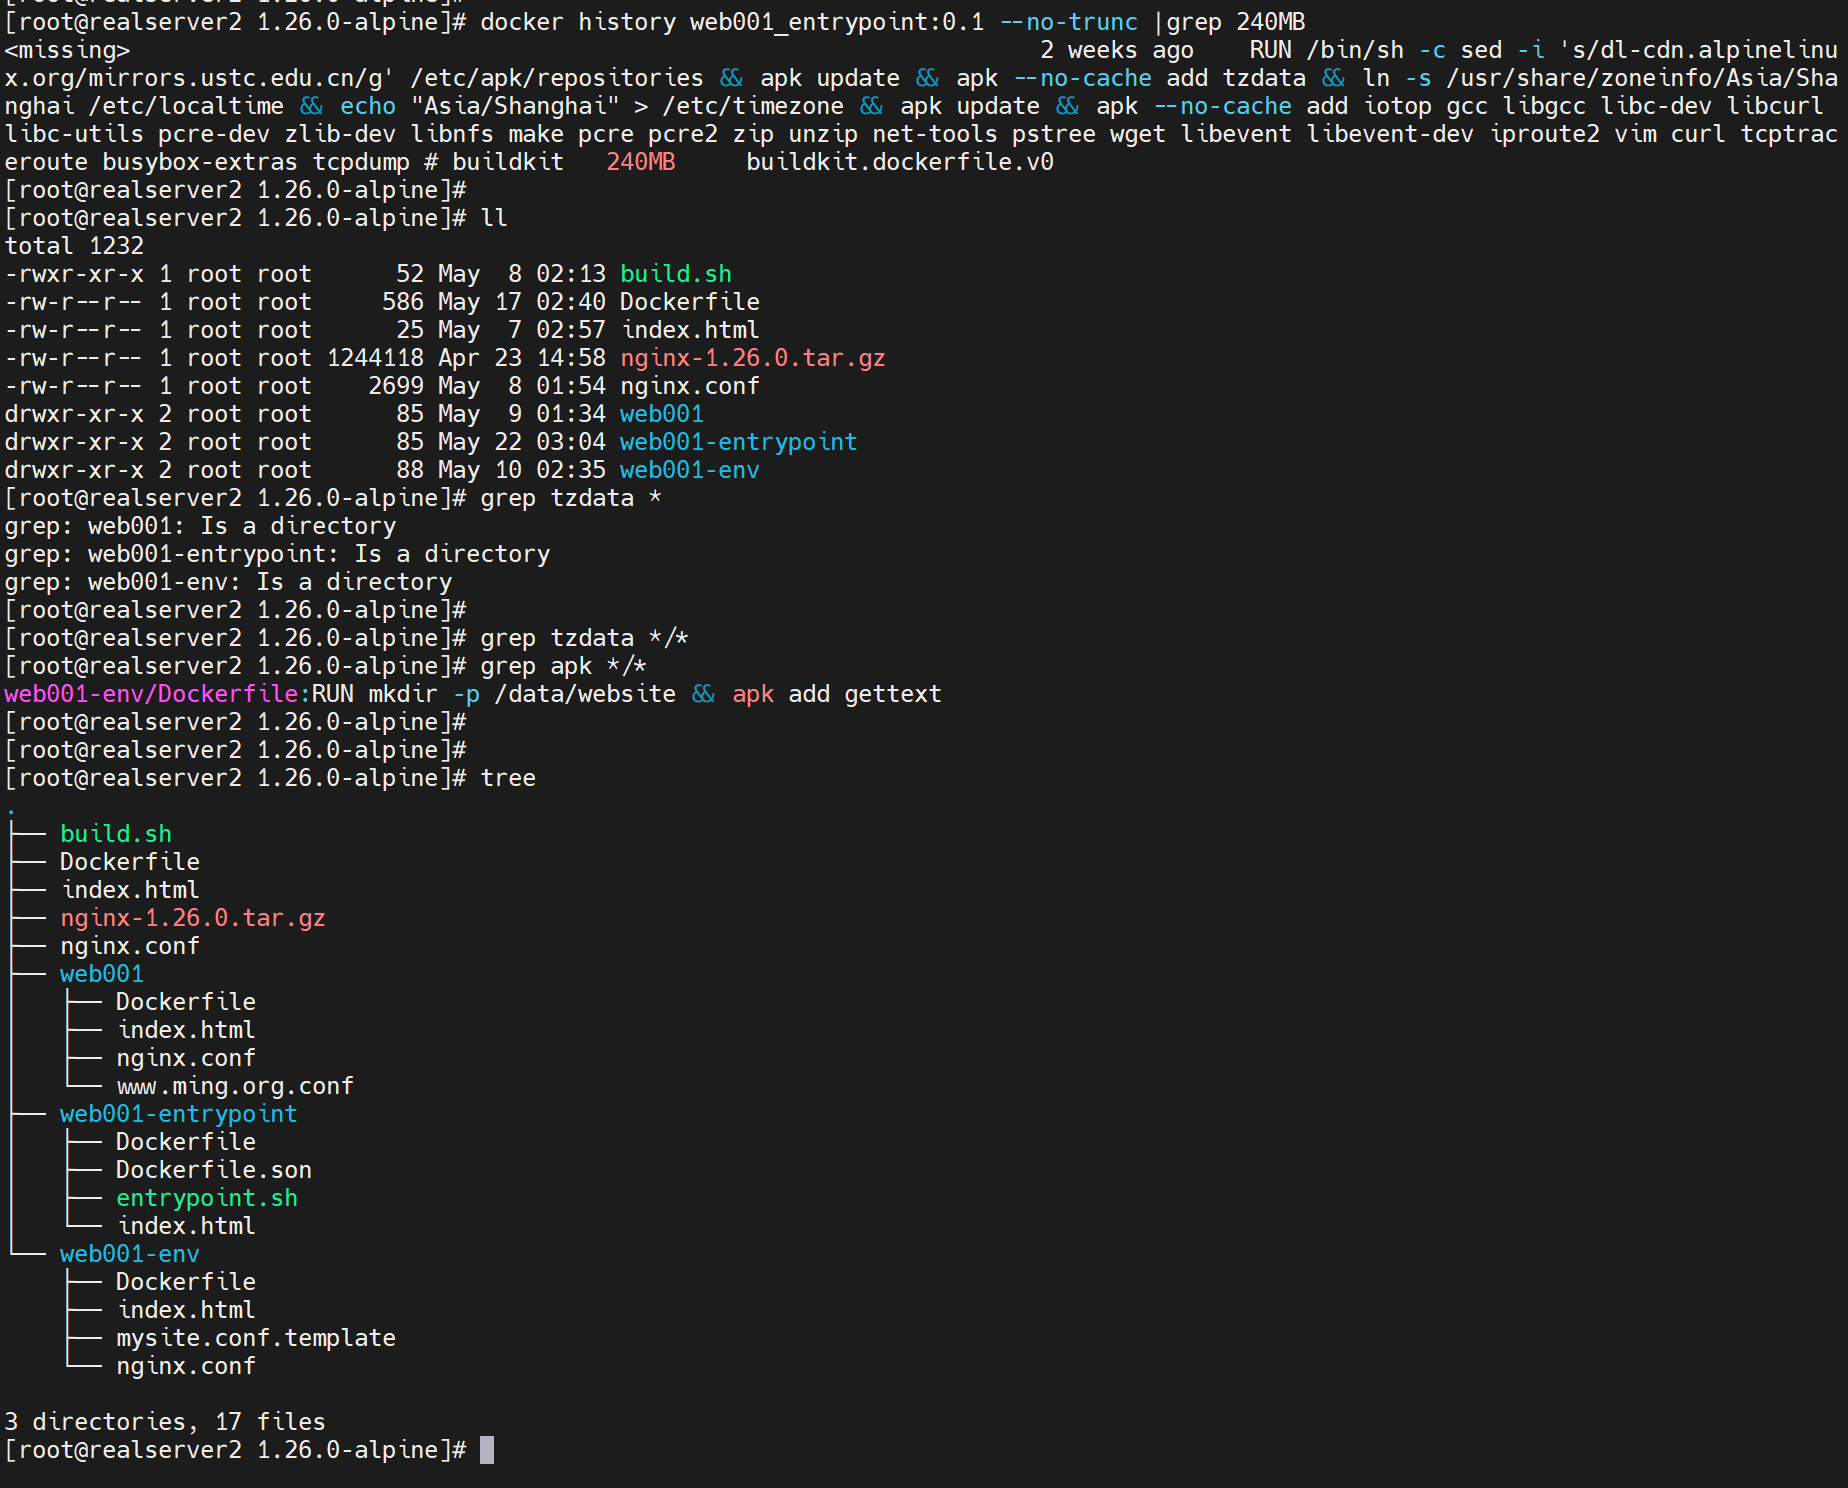 [root@realserver2 1.26.0-alpine]# docker history web001_entrypoint:0.1 --no-trunc |grep 240MB
<missing>                                                                 2 weeks ago    RUN /bin/sh -c sed -i 's/dl-cdn.alpinelinu
x.org/mirrors.ustc.edu.cn/g' /etc/apk/repositories && apk update && apk --no-cache add tzdata && ln -s /usr/share/zoneinfo/Asia/Sha
nghai /etc/localtime && echo "Asia/Shanghai" > /etc/timezone && apk update && apk --no-cache add iotop gcc libgcc libc-dev libcurl
libc-utils pcre-dev zlib-dev libnfs make pcre pcre2 zip unzip net-tools pstree wget libevent libevent-dev iproute2 vim curl tcptrac
eroute busybox-extras tcpdump # buildkit   240MB     buildkit.dockerfile.v0
[root@realserver2 1.26.0-alpine]#
[root@realserver2 1.26.0-alpine]# ll
total 1232
-rwxr-xr-x 1 root root      52 May  8 02:13 build.sh
-rw-r--r-- 1 root root     586 May 17 02:40 Dockerfile
-rw-r--r-- 1 root root      25 May  7 02:57 index.html
-rw-r--r-- 1 root root 1244118 Apr 23 14:58 nginx-1.26.0.tar.gz
-rw-r--r-- 1 root root    2699 May  8 01:54 nginx.conf
drwxr-xr-x 2 root root      85 May  9 01:34 web001
drwxr-xr-x 2 root root      85 May 22 03:04 web001-entrypoint
drwxr-xr-x 2 root root      88 May 10 02:35 web001-env
[root@realserver2 1.26.0-alpine]# grep tzdata *
grep: web001: Is a directory
grep: web001-entrypoint: Is a directory
grep: web001-env: Is a directory
[root@realserver2 1.26.0-alpine]#
[root@realserver2 1.26.0-alpine]# grep tzdata */*
[root@realserver2 1.26.0-alpine]# grep apk */*
web001-env/Dockerfile:RUN mkdir -p /data/website && apk add gettext
[root@realserver2 1.26.0-alpine]#
[root@realserver2 1.26.0-alpine]#
[root@realserver2 1.26.0-alpine]# tree
.
├── build.sh
├── Dockerfile
├── index.html
├── nginx-1.26.0.tar.gz
├── nginx.conf
├── web001
│   ├── Dockerfile
│   ├── index.html
│   ├── nginx.conf
│   └── www.ming.org.conf
├── web001-entrypoint
│   ├── Dockerfile
│   ├── Dockerfile.son
│   ├── entrypoint.sh
│   └── index.html
└── web001-env
    ├── Dockerfile
    ├── index.html
    ├── mysite.conf.template
    └── nginx.conf

3 directories, 17 files
[root@realserver2 1.26.0-alpine]#